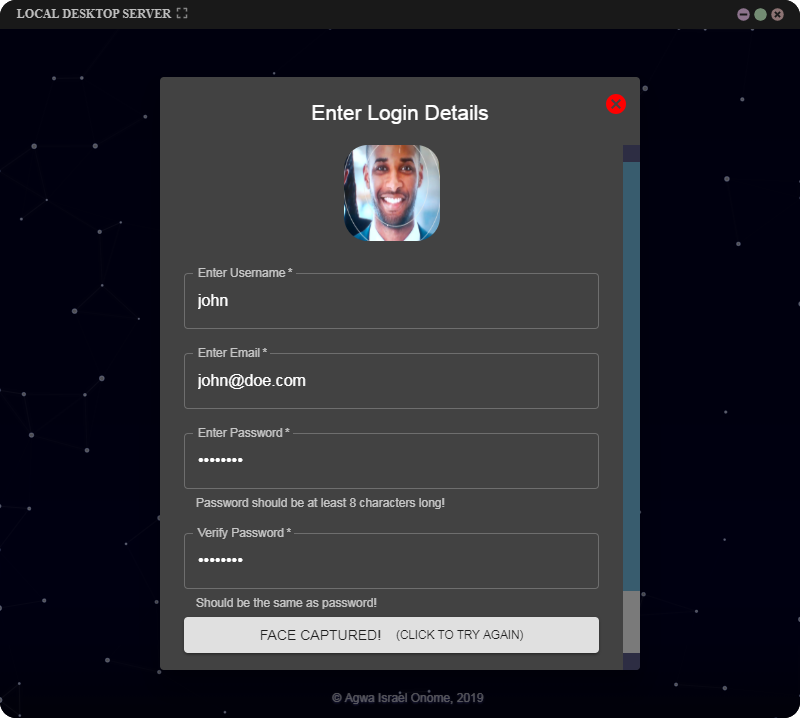 LOCAL DESKTOP SERVER
Enter Login Details
Enter Username *
john
Enter Email *
john@doe.com
Enter Password *
••••••••
Password should be at least 8 characters long!
Verify Password *
••••••••
Should be the same as password!
FACE CAPTURED! (CLICK TO TRY AGAIN)
© Agwa Israel Onome, 2019